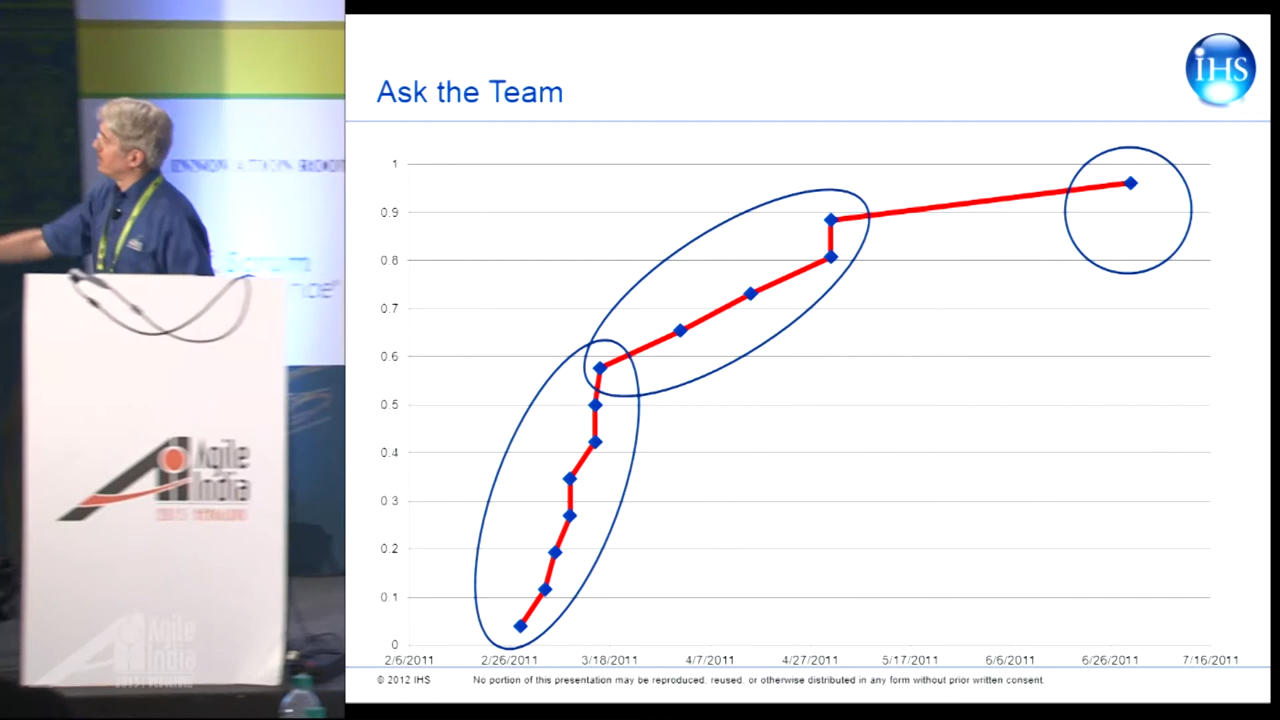 IHS
Ask the Team
1
0.9
0.8
0.7
0.6
0.5
0.4
0.3
0.2
0.1
0
2/6/2011 2/26/2011 3/18/2011 4/7/2011 4/27/2011 5/17/2011 6/6/2011 6/26/2011 7/16/2011
© 2012 IHS No portion of this presentation may be reproduced, reused, or otherwise distributed in any form without prior written consent.
Agile
India
Agile
India